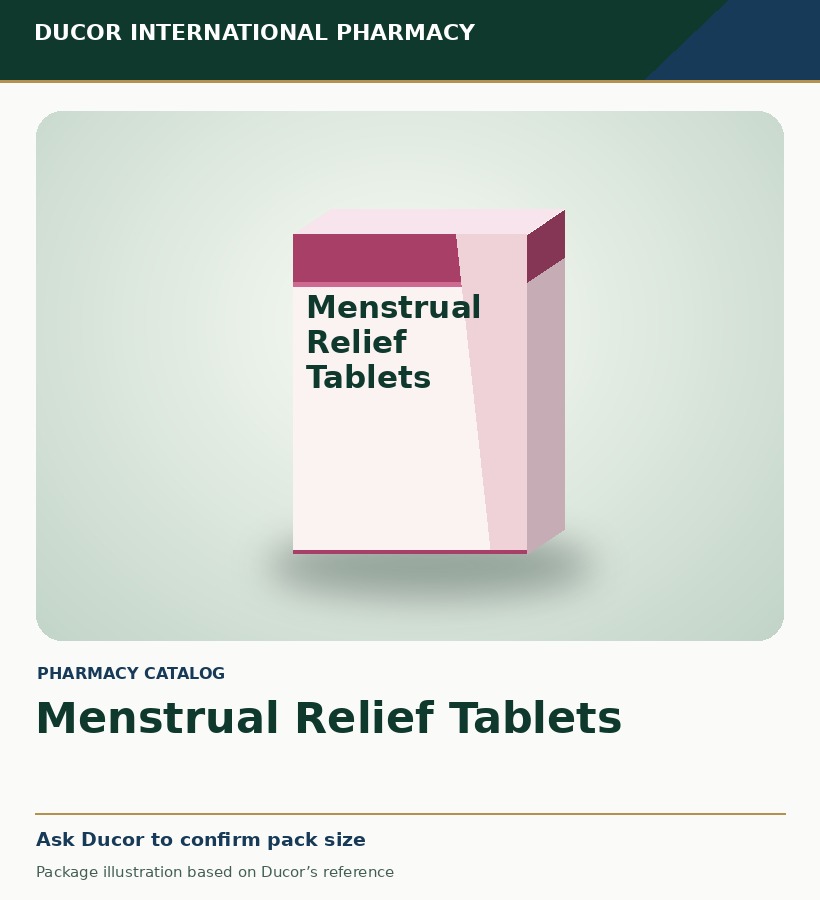 DUCOR INTERNATIONAL PHARMACY
Menstrual
Relief
Tablets
PHARMACY CATALOG
Menstrual Relief Tablets
Ask Ducor to confirm pack size
Package illustration based on Ducor’s reference